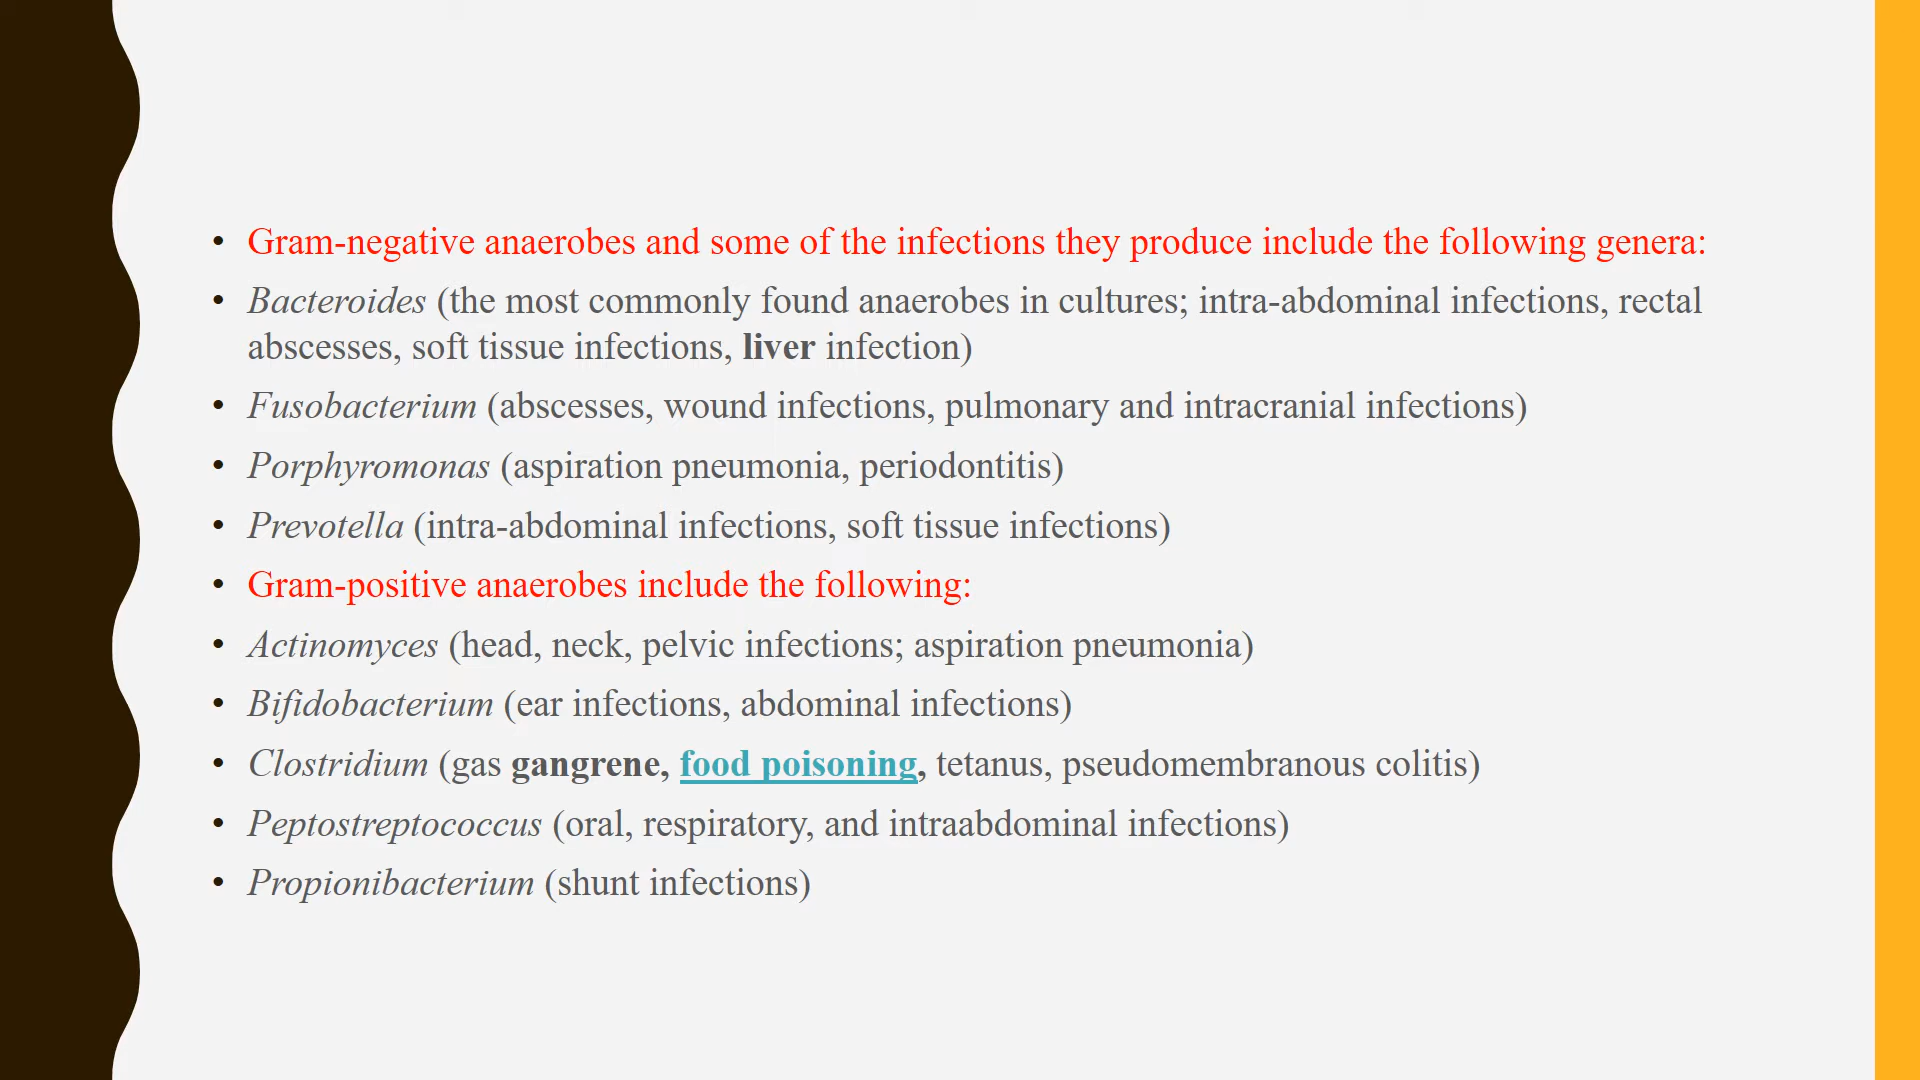 • Gram-negative anaerobes and some of the infections they produce include the following genera:
• Bacteroides (the most commonly found anaerobes in cultures; intra-abdominal infections, rectal
abscesses, soft tissue infections, liver infection)
• Fusobacterium (abscesses, wound infections, pulmonary and intracranial infections)
• Porphyromonas (aspiration pneumonia, periodontitis)
• Prevotella (intra-abdominal infections, soft tissue infections)
• Gram-positive anaerobes include the following:
• Actinomyces (head, neck, pelvic infections; aspiration pneumonia)
• Bifidobacterium (ear infections, abdominal infections)
• Clostridium (gas gangrene, food poisoning, tetanus, pseudomembranous colitis)
• Peptostreptococcus (oral, respiratory, and intraabdominal infections)
• Propionibacterium (shunt infections)